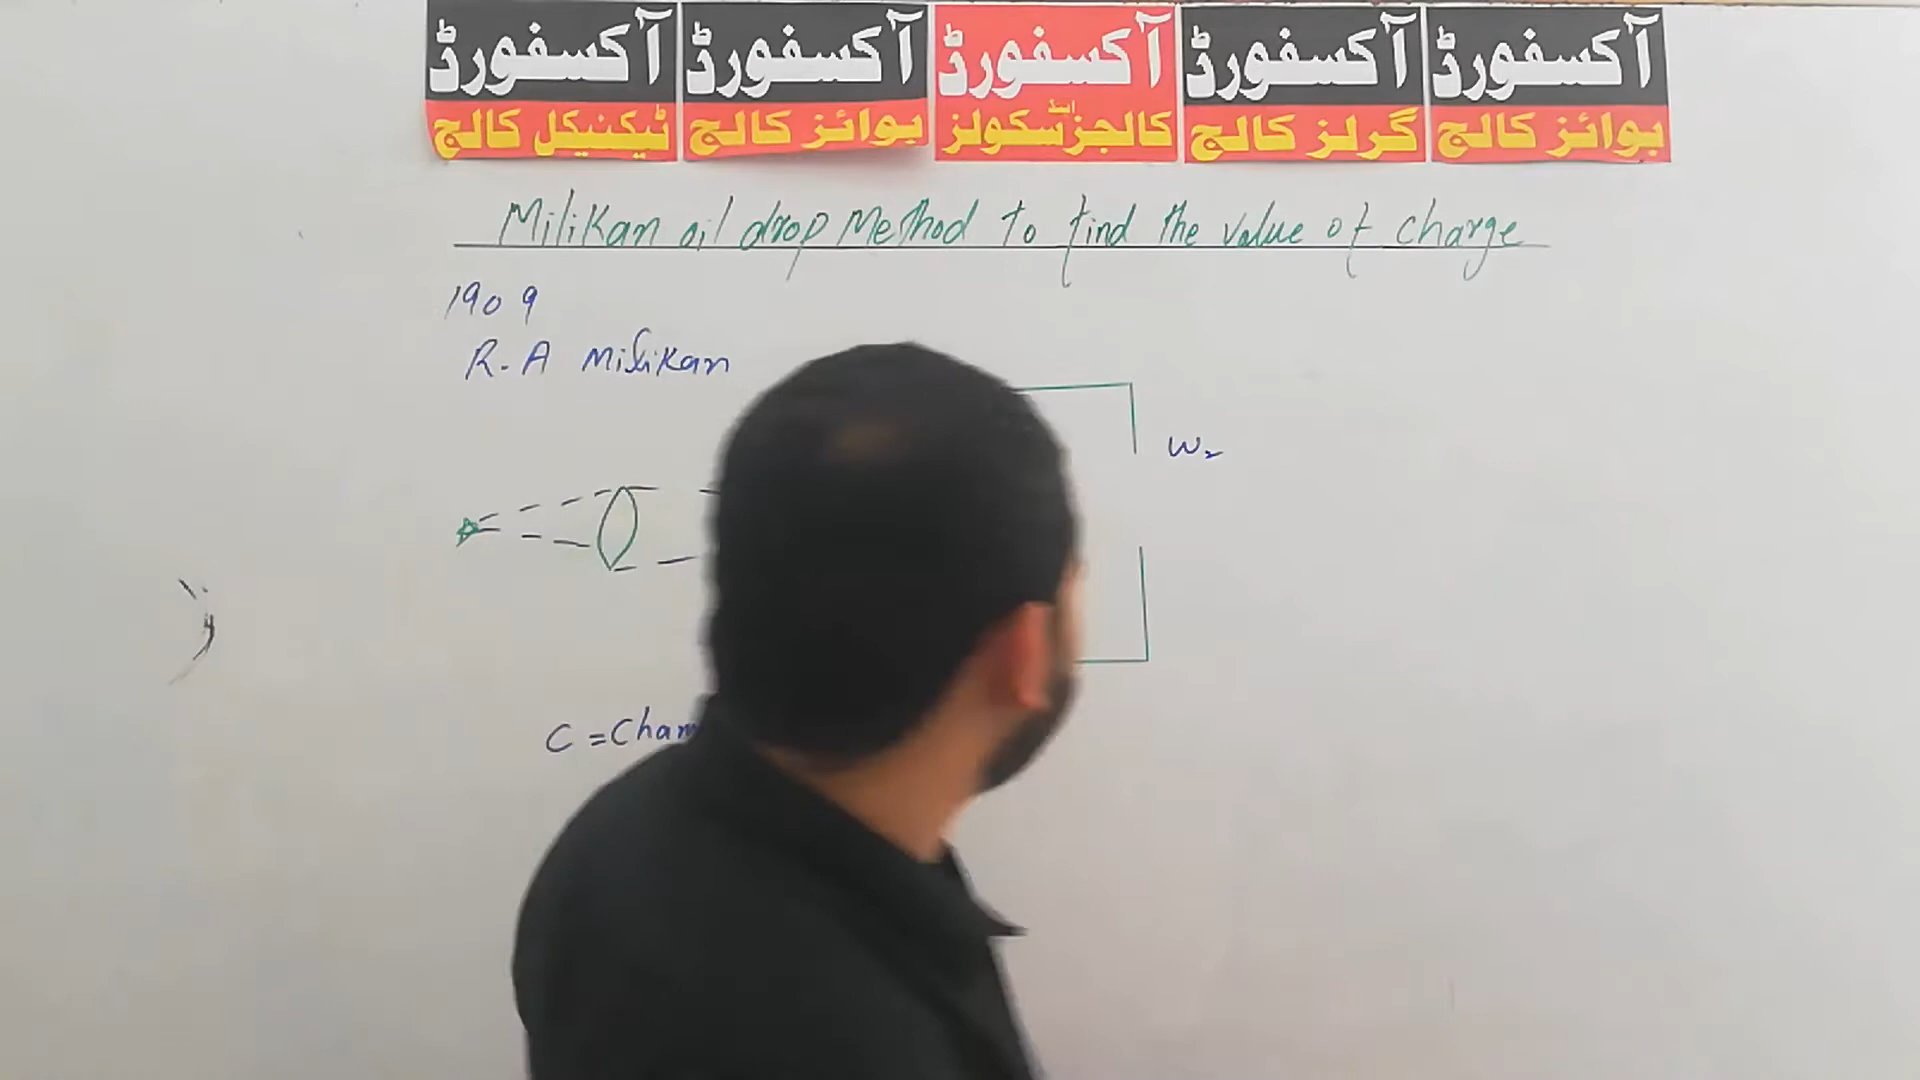 آکسفورڈ
بوائز کالج
آکسفورڈ
گرلز کالج
آکسفورڈ
کالجز اینڈ سکولز
آکسفورڈ
بوائز کالج
آکسفورڈ
ٹیکنیکل کالج
Milikan oil drop Method to find the value of charge
1909
R.A Milikan
W₂
C = Cham